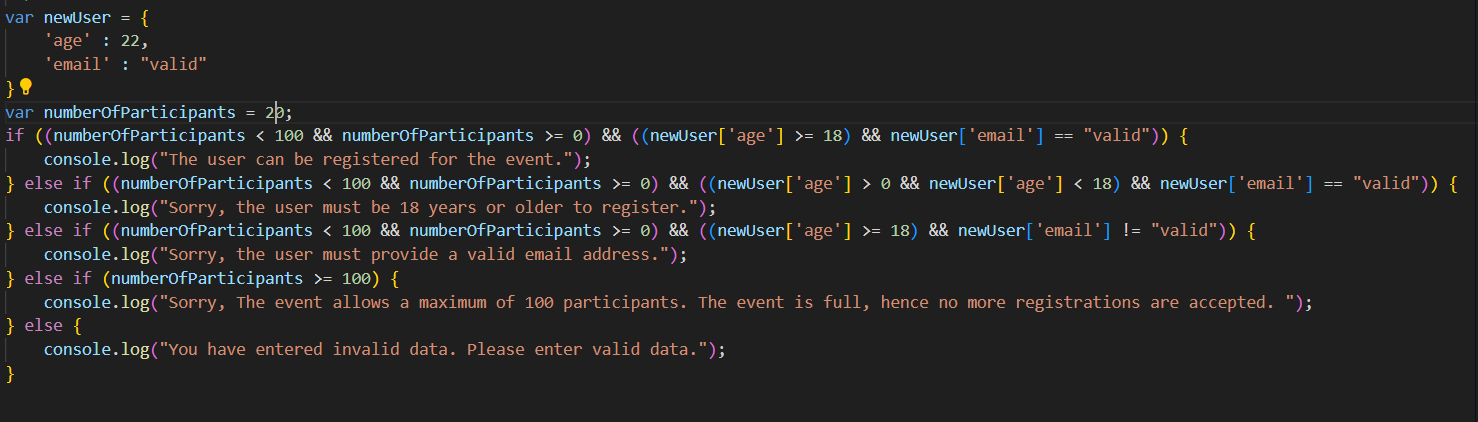 var newUser = {
    'age' : 22,
    'email' : "valid"
}
var numberOfParticipants = 20;
if ((numberOfParticipants < 100 && numberOfParticipants >= 0) && ((newUser['age'] >= 18) && newUser['email'] == "valid")) {
    console.log("The user can be registered for the event.");
} else if ((numberOfParticipants < 100 && numberOfParticipants >= 0) && ((newUser['age'] > 0 && newUser['age'] < 18) && newUser['email'] == "valid")) {
    console.log("Sorry, the user must be 18 years or older to register.");
} else if ((numberOfParticipants < 100 && numberOfParticipants >= 0) && ((newUser['age'] >= 18) && newUser['email'] != "valid")) {
    console.log("Sorry, the user must provide a valid email address.");
} else if (numberOfParticipants >= 100) {
    console.log("Sorry, The event allows a maximum of 100 participants. The event is full, hence no more registrations are accepted. ");
} else {
    console.log("You have entered invalid data. Please enter valid data.");
}